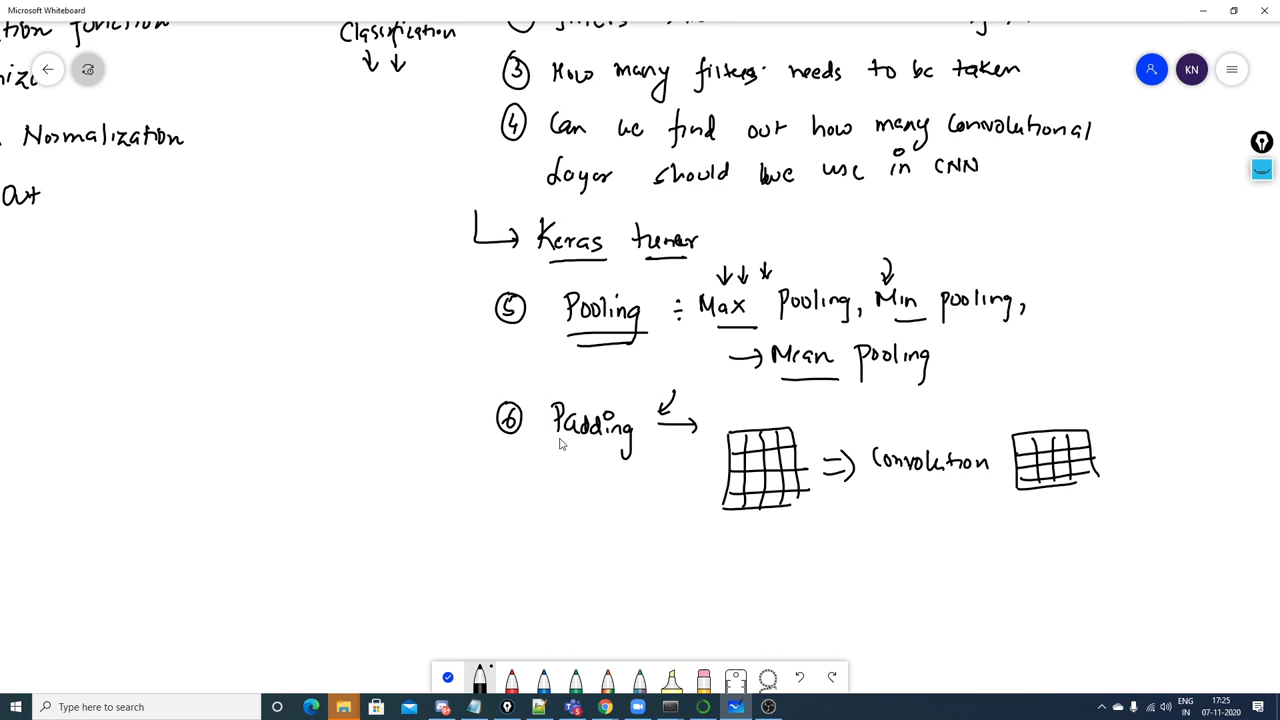 Microsoft Whiteboard
tion function
Classification
③ How many filters needs to be taken
Normalization
④ Can we find out how many Convolutional
Layer should we use in CNN
Out
Keras tuner
⑤ Pooling ÷ Max Pooling, Min pooling,
→ Mean Pooling
⑥ Padding →
⇒ Convolution
KN
Type here to search
ENG
IN
17:25
07-11-2020